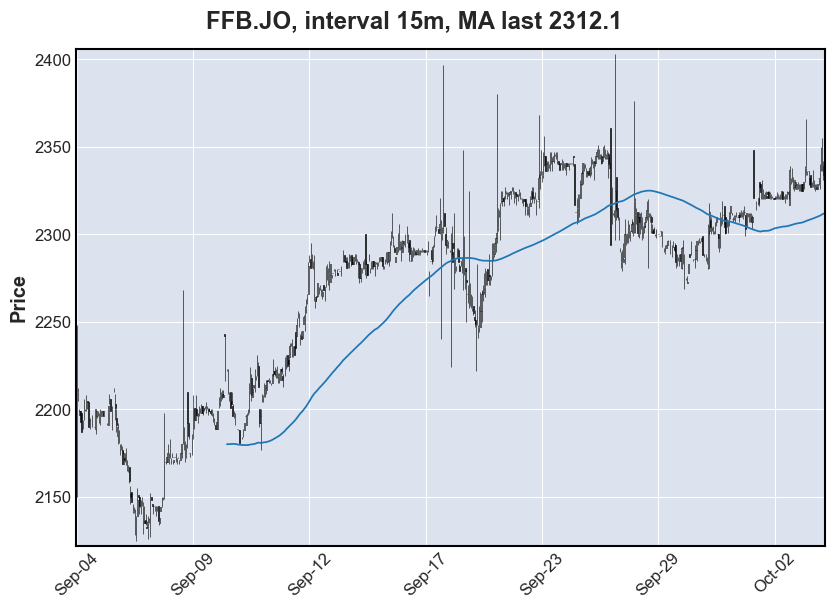 FFB.JO, interval 15m, MA last 2312.1
Price
2400
2350
2300
2250
2200
2150
Sep-04
Sep-09
Sep-12
Sep-17
Sep-23
Sep-29
Oct-02